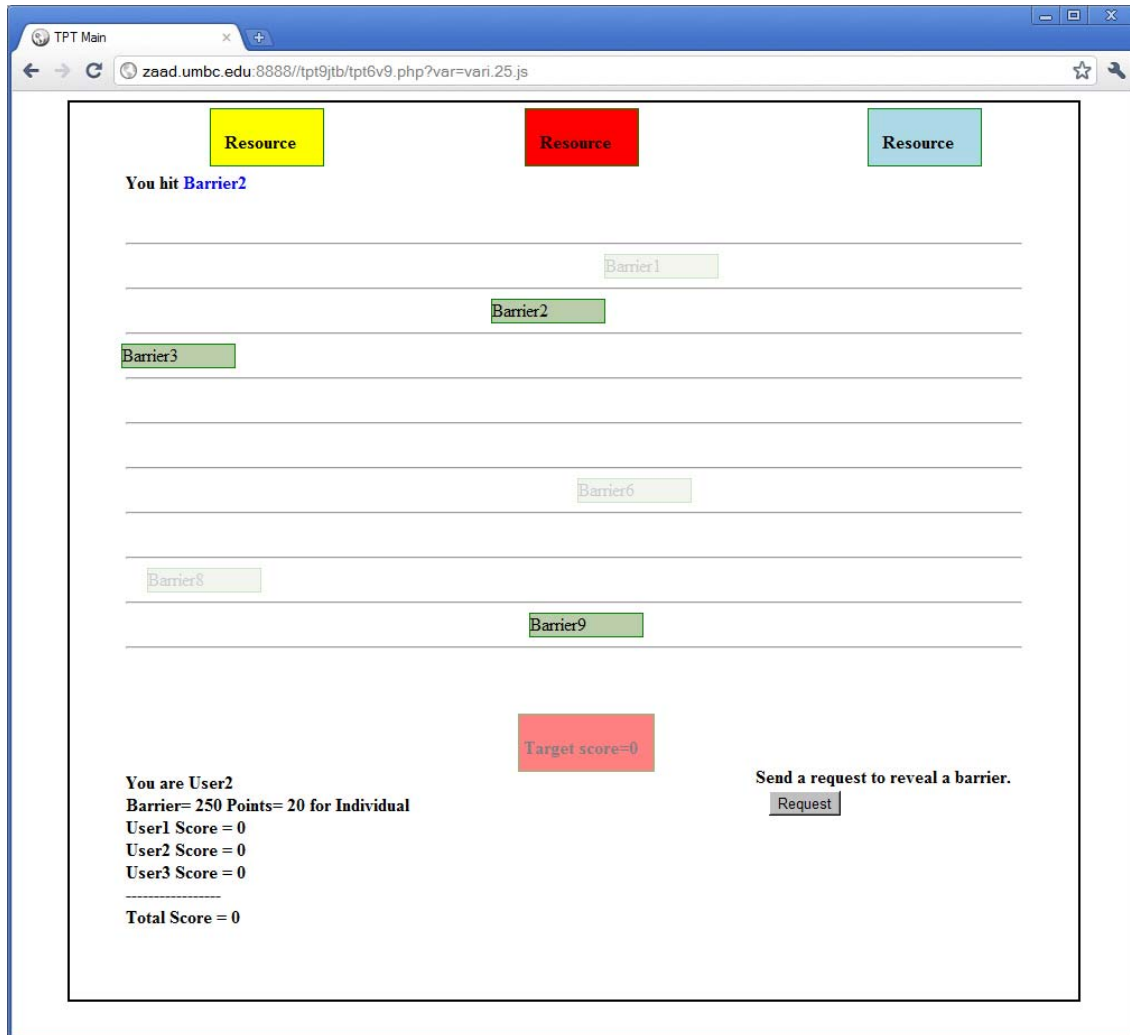 TPT Main
zaad.umbc.edu:8888//tpt9jtb/tpt6v9.php?var=vari.25.js
Resource Resource Resource
You hit Barrier2
Barrier1
Barrier2
Barrier3
Barrier6
Barrier8
Barrier9
Target score=0
You are User2
Barrier= 250 Points= 20 for Individual
User1 Score = 0
User2 Score = 0
User3 Score = 0
-----------------
Total Score = 0
Send a request to reveal a barrier.
Request